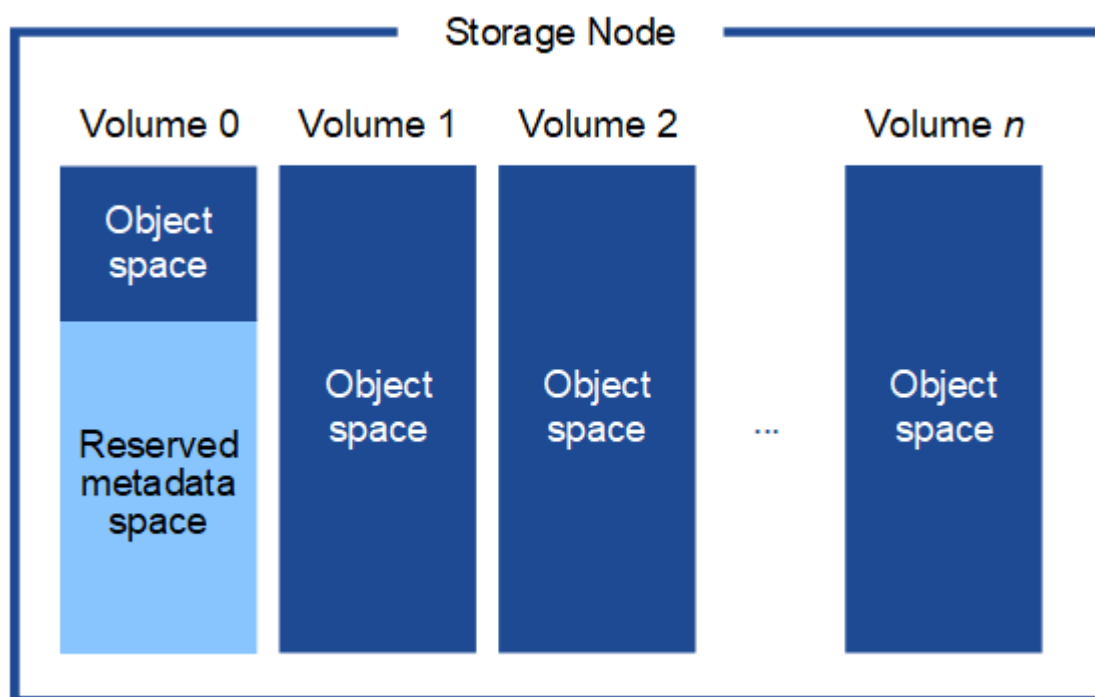 Storage Node
Volume 0
Volume 1
Volume 2
Volume n
Object
space
Reserved
metadata
space
Object
space
Object
space
...
Object
space